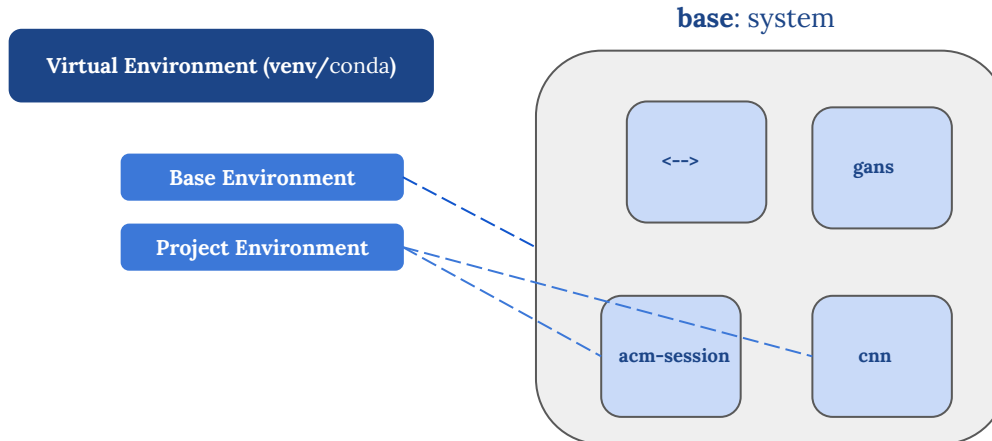 base: system
Virtual Environment (venv/conda)
Base Environment
Project Environment
<-->
gans
acm-session
cnn